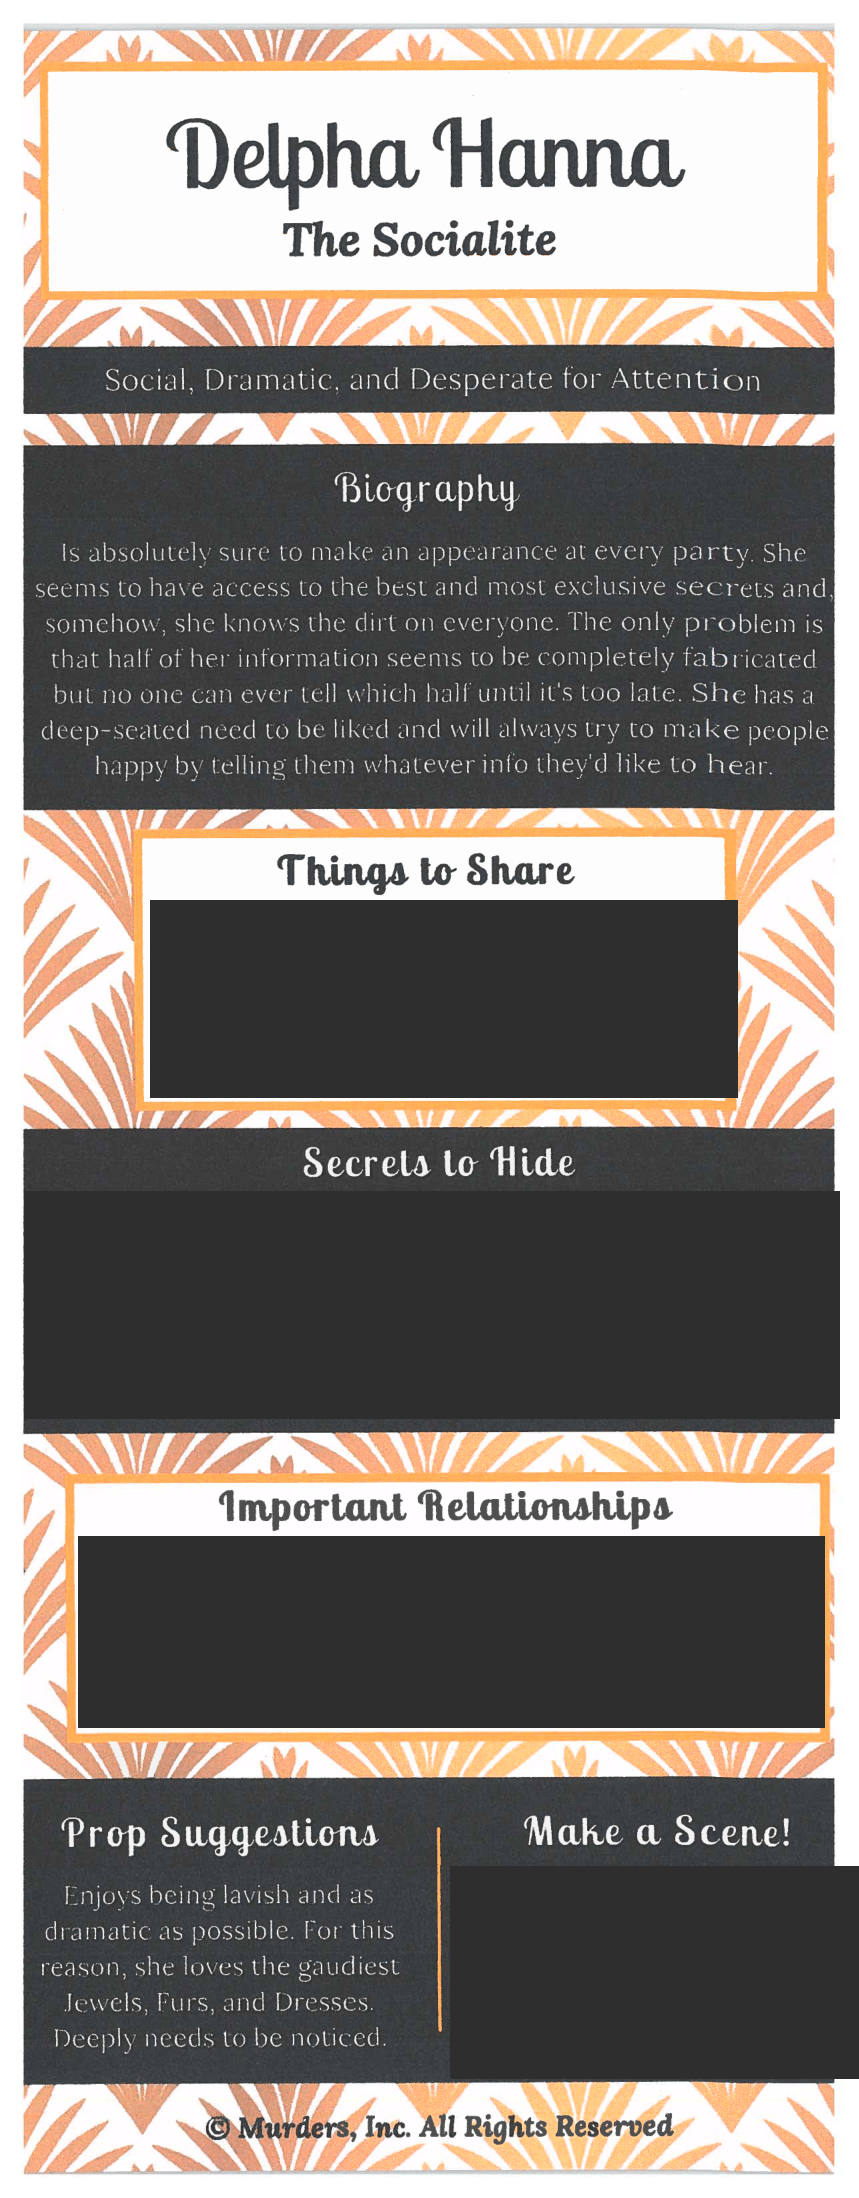 Delpha Hanna
The Socialite
Social, Dramatic, and Desperate for Attention
Biography
Is absolutely sure to make an appearance at every party. She
seems to have access to the best and most exclusive secrets and,
somehow, she knows the dirt on everyone. The only problem is
that half of her information seems to be completely fabricated
but no one can ever tell which half until it's too late. She has a
deep-seated need to be liked and will always try to make people
happy by telling them whatever info they'd like to hear.
Things to Share
Secrets to Hide
Important Relationships
Prop Suggestions
Enjoys being lavish and as
dramatic as possible. For this
reason, she loves the gaudiest
Jewels, Furs, and Dresses.
Deeply needs to be noticed.
Make a Scene!
© Murders, Inc. All Rights Reserved